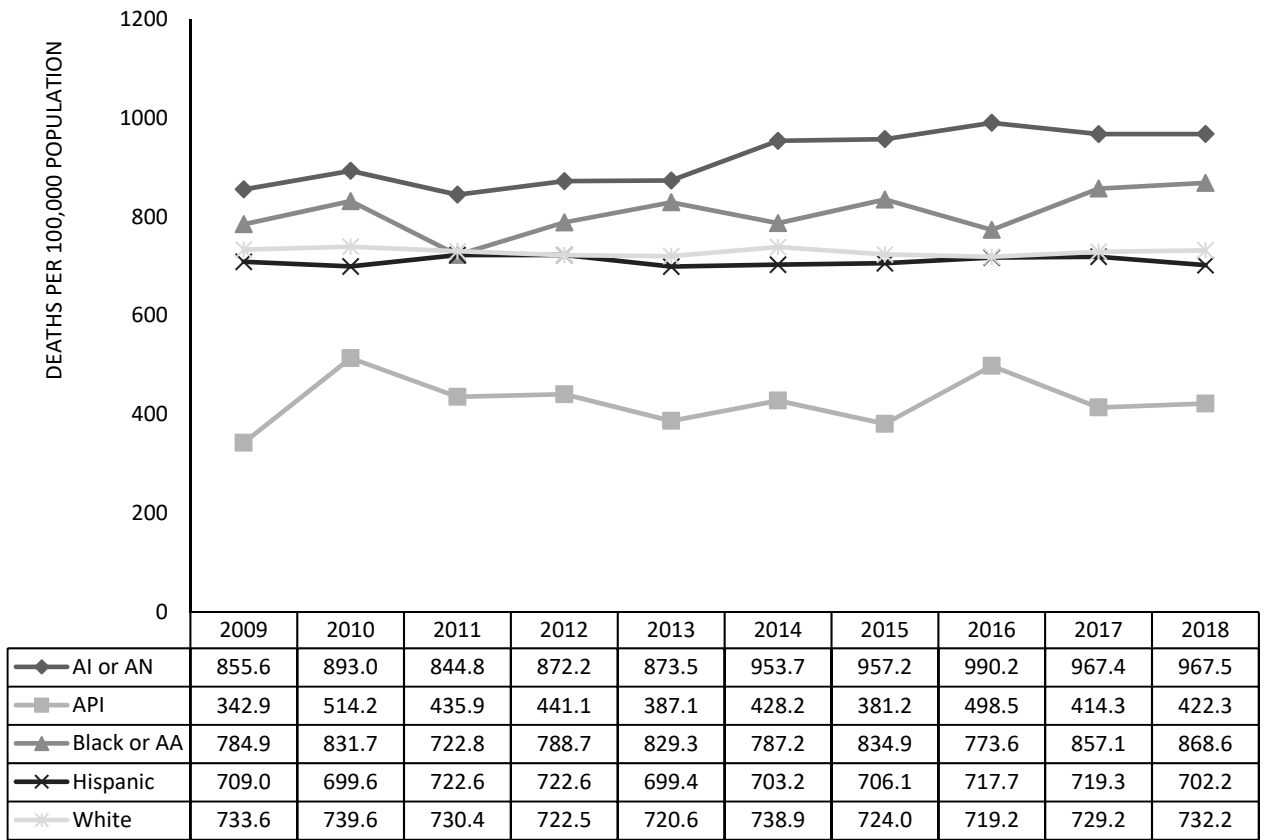 DEATHS PER 100,000 POPULATION
1200
1000
800
600
400
200
0
2009 2010 2011 2012 2013 2014 2015 2016 2017 2018
AI or AN 855.6 893.0 844.8 872.2 873.5 953.7 957.2 990.2 967.4 967.5
API 342.9 514.2 435.9 441.1 387.1 428.2 381.2 498.5 414.3 422.3
Black or AA 784.9 831.7 722.8 788.7 829.3 787.2 834.9 773.6 857.1 868.6
Hispanic 709.0 699.6 722.6 722.6 699.4 703.2 706.1 717.7 719.3 702.2
White 733.6 739.6 730.4 722.5 720.6 738.9 724.0 719.2 729.2 732.2